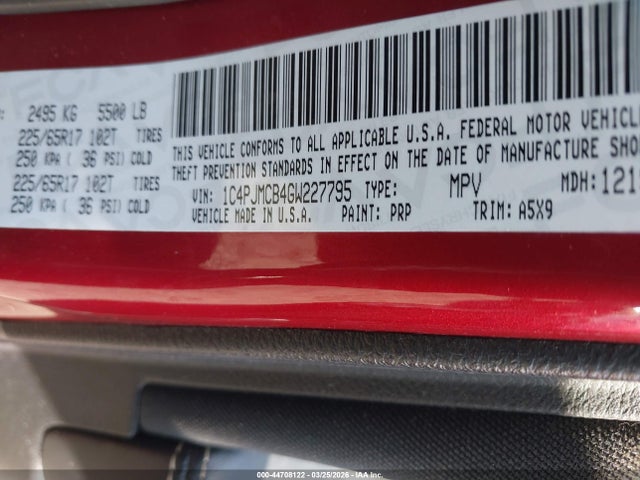 2495 KG 5500 LB
225/65R17 102T TIRES
250 KPA ( 36 PSI) COLD
225/65R17 102T TIRES
250 KPA ( 36 PSI) COLD
THIS VEHICLE CONFORMS TO ALL APPLICABLE U.S.A. FEDERAL MOTOR VEHICLE
THEFT PREVENTION STANDARDS IN EFFECT ON THE DATE OF MANUFACTURE SHO
VIN: 1C4PJMCB4GW227795 TYPE: MPV MDH: 121
VEHICLE MADE IN U.S.A. PAINT: PRP TRIM: A5X9
000-44708122 | 03/25/2026 | IAA Inc.